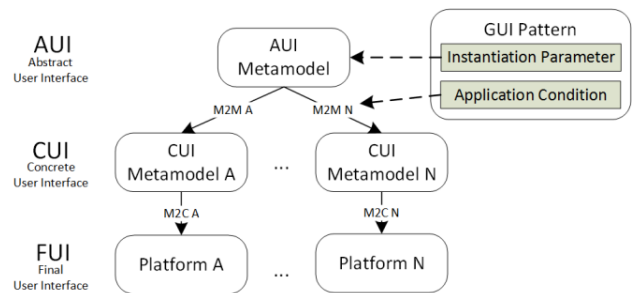 AUI
Abstract
User Interface
AUI
Metamodel
GUI Pattern
Instantiation Parameter
Application Condition
M2M A
M2M N
CUI
Concrete
User Interface
CUI
Metamodel A
...
CUI
Metamodel N
M2C A
M2C N
FUI
Final
User Interface
Platform A
...
Platform N